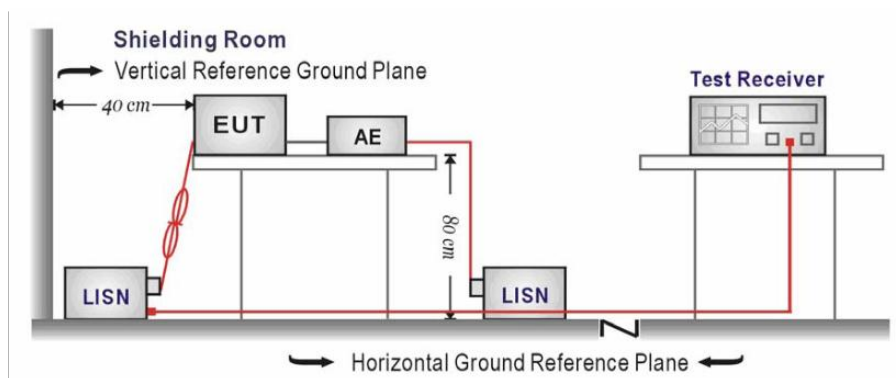 Shielding Room
Vertical Reference Ground Plane
40 cm
EUT
AE
Test Receiver
80 cm
LISN
LISN
Horizontal Ground Reference Plane